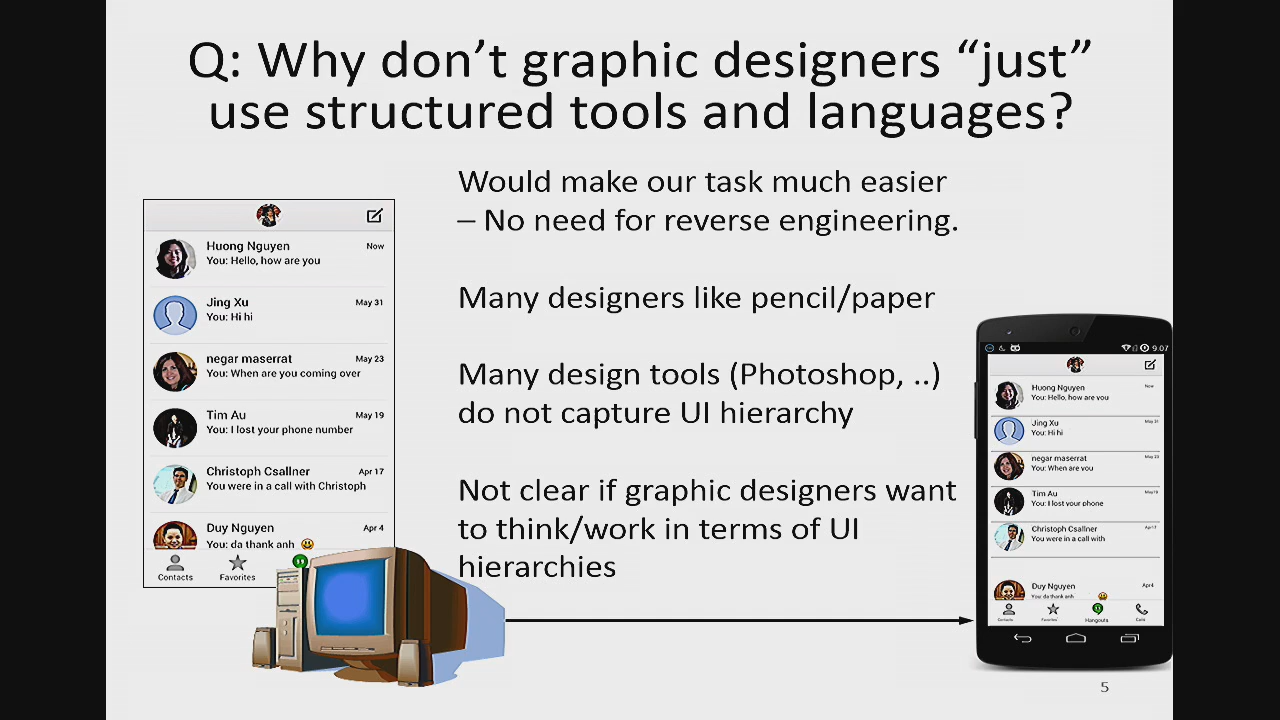 Q: Why don’t graphic designers “just”
use structured tools and languages?
Would make our task much easier
– No need for reverse engineering.
Many designers like pencil/paper
Many design tools (Photoshop, ..)
do not capture UI hierarchy
Not clear if graphic designers want
to think/work in terms of UI
hierarchies
Huong Nguyen Now
You: Hello, how are you
Jing Xu May 31
You: Hi hi
negar maserrat May 23
You: When are you coming over
Tim Au May 19
You: I lost your phone number
Christoph Csallner Apr 17
You were in a call with Christoph
Duy Nguyen Apr 4
You: da thank anh
Contacts Favorites
9:07
Huong Nguyen Now
You: Hello, how are you
Jing Xu May 31
You: Hi hi
negar maserrat May 23
You: When are you
Tim Au May 19
You: I lost your phone
Christoph Csallner Apr 17
You were in a call with
Duy Nguyen Apr 4
You: da thank anh
Contacts Favorites Hangouts Calls
5